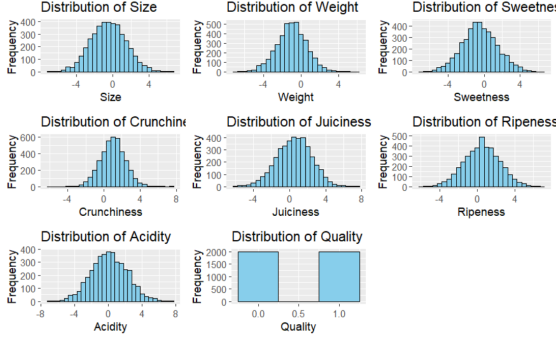 Distribution of Size
Frequency
400
300
200
100
0
-4 0 4
Size
Distribution of Weight
Frequency
500
400
300
200
100
0
-4 0 4
Weight
Distribution of Sweetnes
Frequency
400
300
200
100
0
-4 0 4
Sweetness
Distribution of Crunchine
Frequency
600
400
200
0
-4 0 4 8
Crunchiness
Distribution of Juiciness
Frequency
400
300
200
100
0
-4 0 4 8
Juiciness
Distribution of Ripeness
Frequency
500
400
300
200
100
0
-4 0 4
Ripeness
Distribution of Acidity
Frequency
400
300
200
100
0
-8 -4 0 4 8
Acidity
Distribution of Quality
Frequency
2000
1500
1000
500
0
0.0 0.5 1.0
Quality